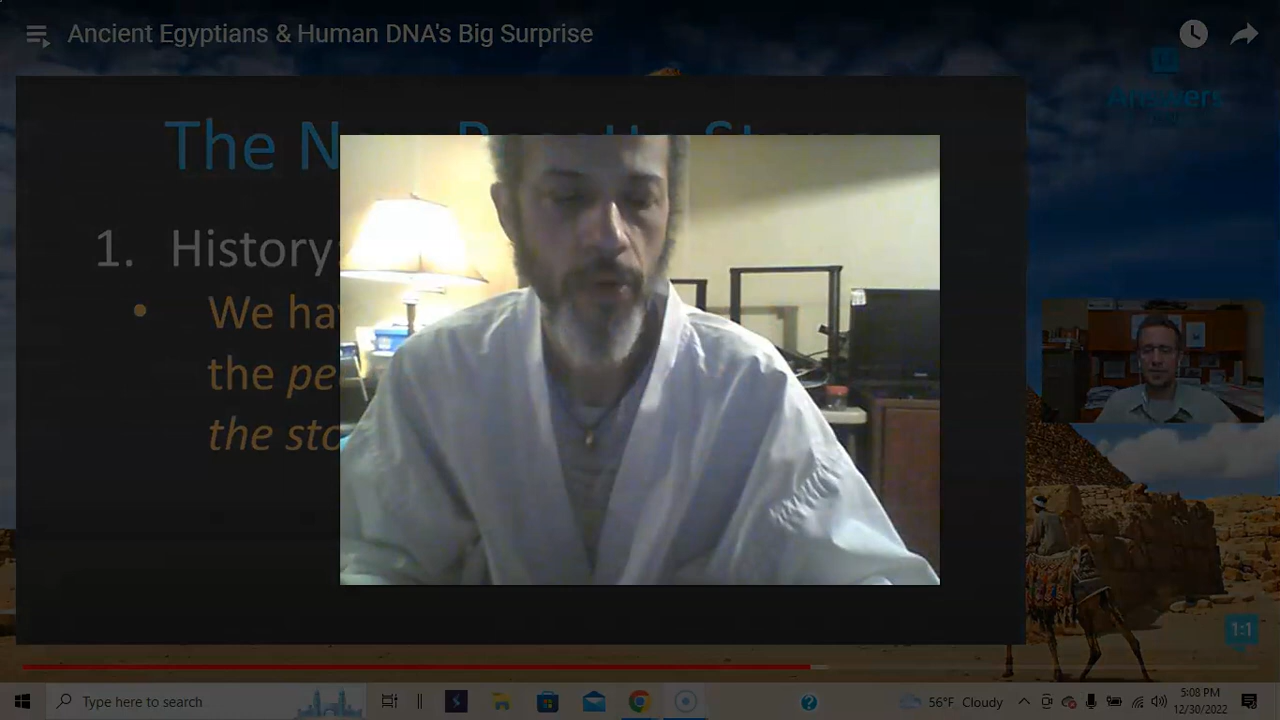 Ancient Egyptians & Human DNA's Big Surprise
Answers
The N
1. History:
• We ha
the pe
the sto
1:1
Type here to search
56°F Cloudy
5:08 PM
12/30/2022